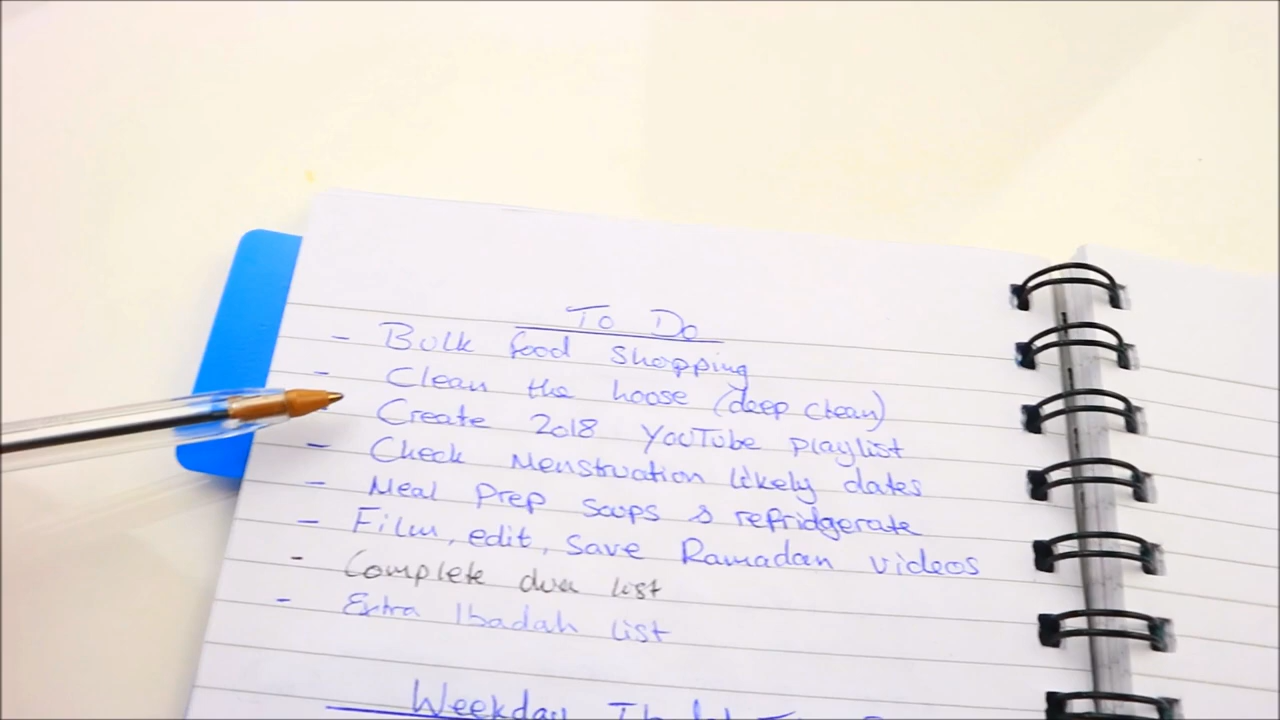 To Do
- Bulk food shopping
- Clean the house (deep clean)
- Create 2018 YouTube playlist
- Check Menstruation likely dates
- Meal Prep soups & refridgerate
- Film, edit, save Ramadan videos
- Complete dua list
- Extra Ibadah list
Weekday